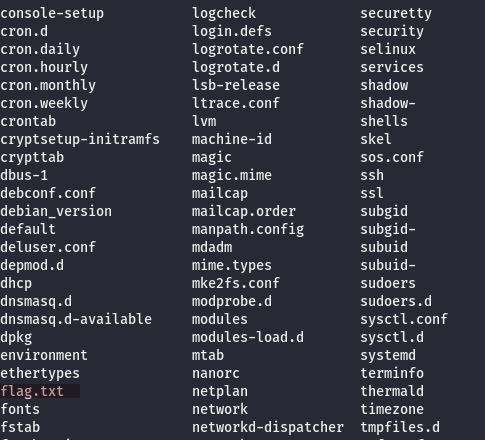 console-setup logcheck securetty
cron.d login.defs security
cron.daily logrotate.conf selinux
cron.hourly logrotate.d services
cron.monthly lsb-release shadow
cron.weekly ltrace.conf shadow-
crontab lvm shells
cryptsetup-initramfs machine-id skel
crypttab magic sos.conf
dbus-1 magic.mime ssh
debconf.conf mailcap ssl
debian_version mailcap.order subgid
default manpath.config subgid-
deluser.conf mdadm subuid
depmod.d mime.types subuid-
dhcp mke2fs.conf sudoers
dnsmasq.d modprobe.d sudoers.d
dnsmasq.d-available modules sysctl.conf
dpkg modules-load.d sysctl.d
environment mtab systemd
ethertypes nanorc terminfo
flag.txt netplan thermald
fonts network timezone
fstab networkd-dispatcher tmpfiles.d